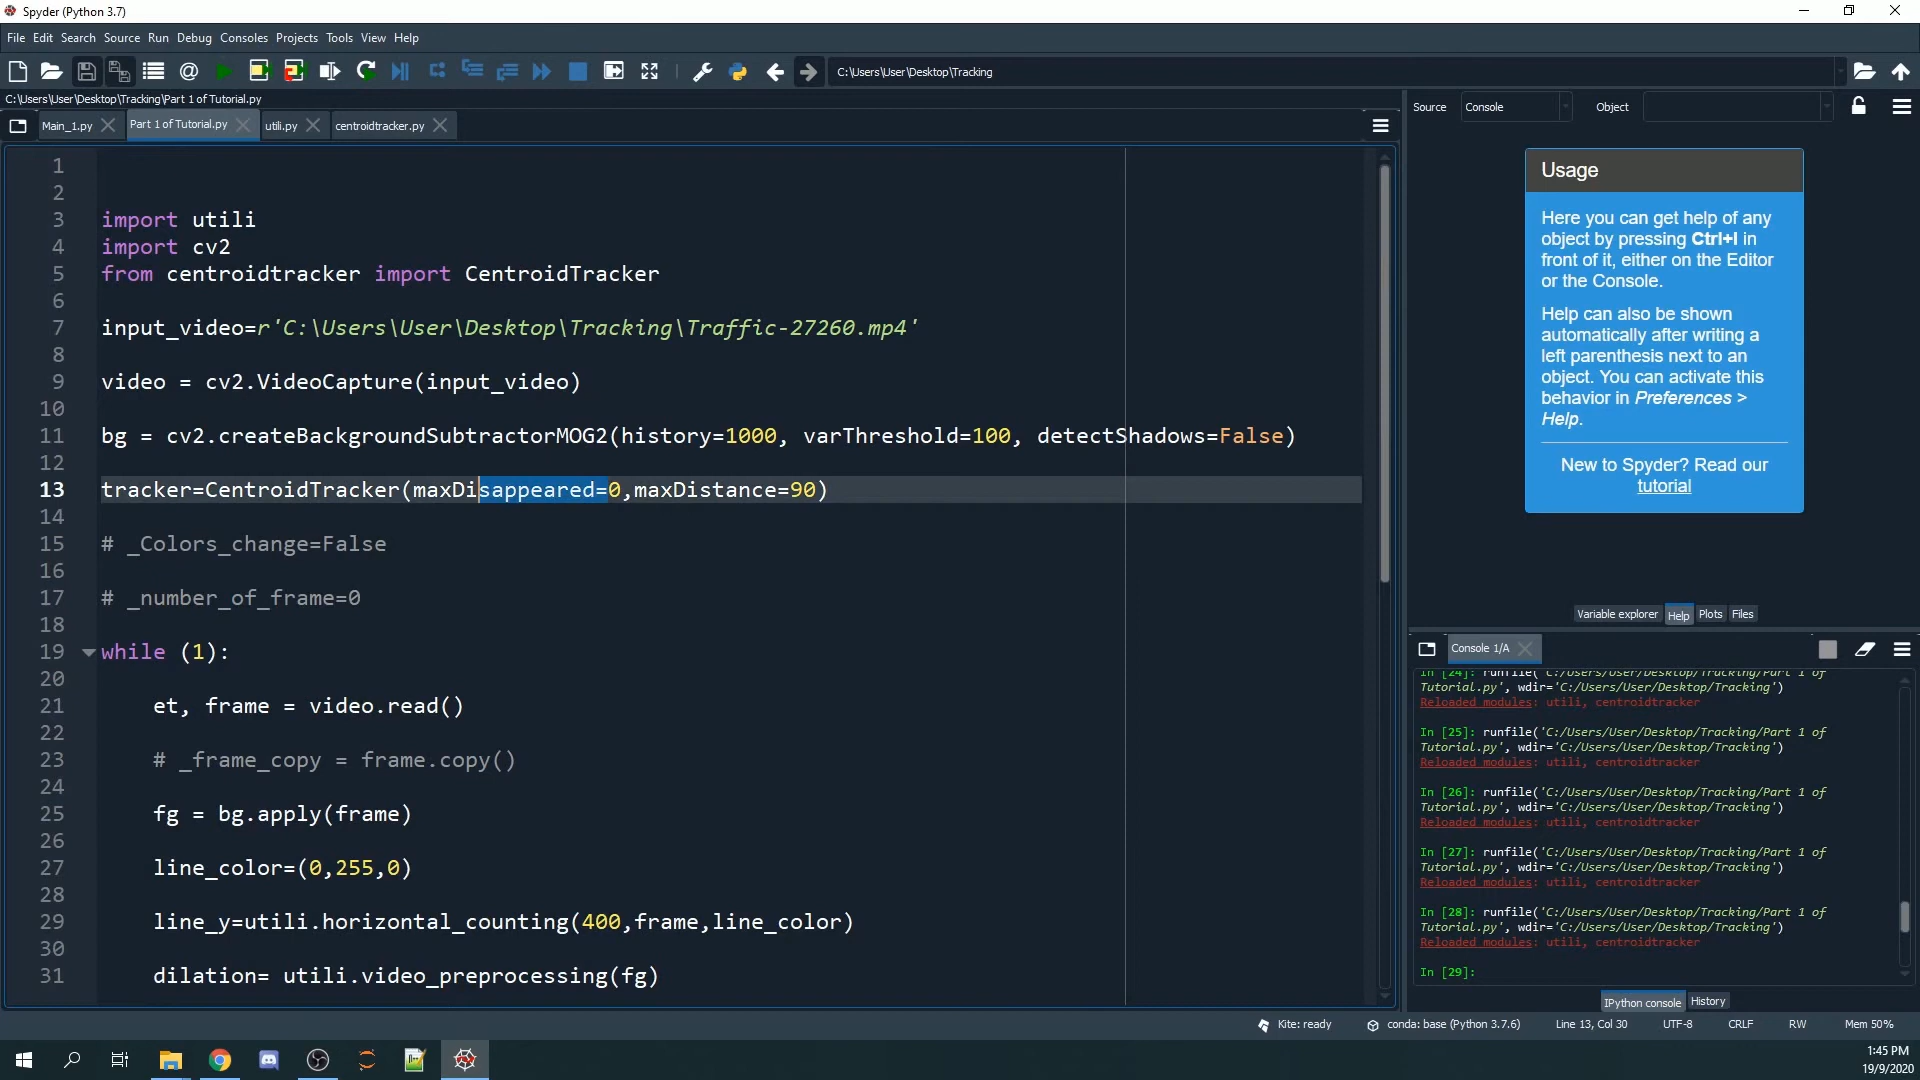 Spyder (Python 3.7)
File Edit Search Source Run Debug Consoles Projects Tools View Help
C:\Users\User\Desktop\Tracking
C:\Users\User\Desktop\Tracking\Part 1 of Tutorial.py
Main_1.py Part 1 of Tutorial.py utili.py centroidtracker.py
1
2
3 import utili
4 import cv2
5 from centroidtracker import CentroidTracker
6
7 input_video=r'C:\Users\User\Desktop\Tracking\Traffic-27260.mp4'
8
9 video = cv2.VideoCapture(input_video)
10
11 bg = cv2.createBackgroundSubtractorMOG2(history=1000, varThreshold=100, detectShadows=False)
12
13 tracker=CentroidTracker(maxDisappeared=0,maxDistance=90)
14
15 # _Colors_change=False
16
17 # _number_of_frame=0
18
19 while (1):
20
21 et, frame = video.read()
22
23 # _frame_copy = frame.copy()
24
25 fg = bg.apply(frame)
26
27 line_color=(0,255,0)
28
29 line_y=utili.horizontal_counting(400,frame,line_color)
30
31 dilation= utili.video_preprocessing(fg)
Source Console Object
Usage
Here you can get help of any
object by pressing Ctrl+I in
front of it, either on the Editor
or the Console.
Help can also be shown
automatically after writing a
left parenthesis next to an
object. You can activate this
behavior in Preferences >
Help.
New to Spyder? Read our
tutorial
Variable explorer Help Plots Files
Console 1/A
In [24]: runfile('C:/Users/User/Desktop/Tracking/Part 1 of
Tutorial.py', wdir='C:/Users/User/Desktop/Tracking')
Reloaded modules: utili, centroidtracker
In [25]: runfile('C:/Users/User/Desktop/Tracking/Part 1 of
Tutorial.py', wdir='C:/Users/User/Desktop/Tracking')
Reloaded modules: utili, centroidtracker
In [26]: runfile('C:/Users/User/Desktop/Tracking/Part 1 of
Tutorial.py', wdir='C:/Users/User/Desktop/Tracking')
Reloaded modules: utili, centroidtracker
In [27]: runfile('C:/Users/User/Desktop/Tracking/Part 1 of
Tutorial.py', wdir='C:/Users/User/Desktop/Tracking')
Reloaded modules: utili, centroidtracker
In [28]: runfile('C:/Users/User/Desktop/Tracking/Part 1 of
Tutorial.py', wdir='C:/Users/User/Desktop/Tracking')
Reloaded modules: utili, centroidtracker
In [29]:
IPython console History
Kite: ready conda: base (Python 3.7.6) Line 13, Col 30 UTF-8 CRLF RW Mem 50%
1:45 PM
19/9/2020